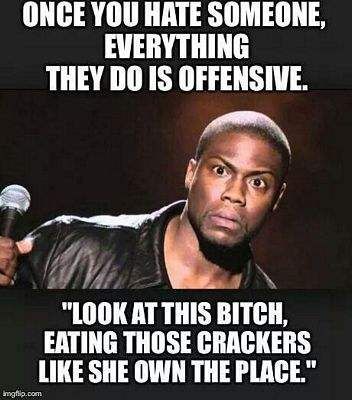 ONCE YOU HATE SOMEONE,
EVERYTHING
THEY DO IS OFFENSIVE.
"LOOK AT THIS BITCH,
EATING THOSE CRACKERS
LIKE SHE OWN THE PLACE."
imgflip.com